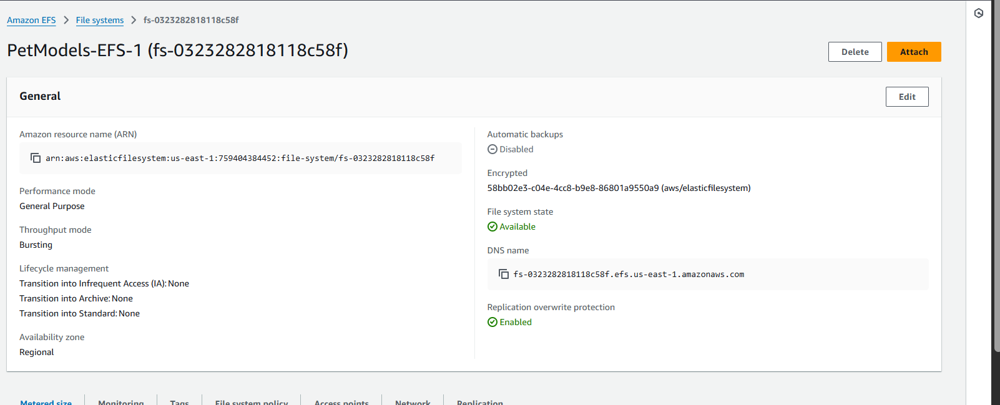 Amazon EFS > File systems > fs-0323282818118c58f
PetModels-EFS-1 (fs-0323282818118c58f)
Delete
Attach
General
Edit
Amazon resource name (ARN)
arn:aws:elasticfilesystem:us-east-1:759404384452:file-system/fs-0323282818118c58f
Performance mode
General Purpose
Throughput mode
Bursting
Lifecycle management
Transition into Infrequent Access (IA): None
Transition into Archive: None
Transition into Standard: None
Availability zone
Regional
Automatic backups
Disabled
Encrypted
58bb02e3-c04e-4cc8-b9e8-86801a9550a9 (aws/elasticfilesystem)
File system state
Available
DNS name
fs-0323282818118c58f.efs.us-east-1.amazonaws.com
Replication overwrite protection
Enabled
Metered size
Monitoring
Tags
File system policy
Access points
Network
Replication